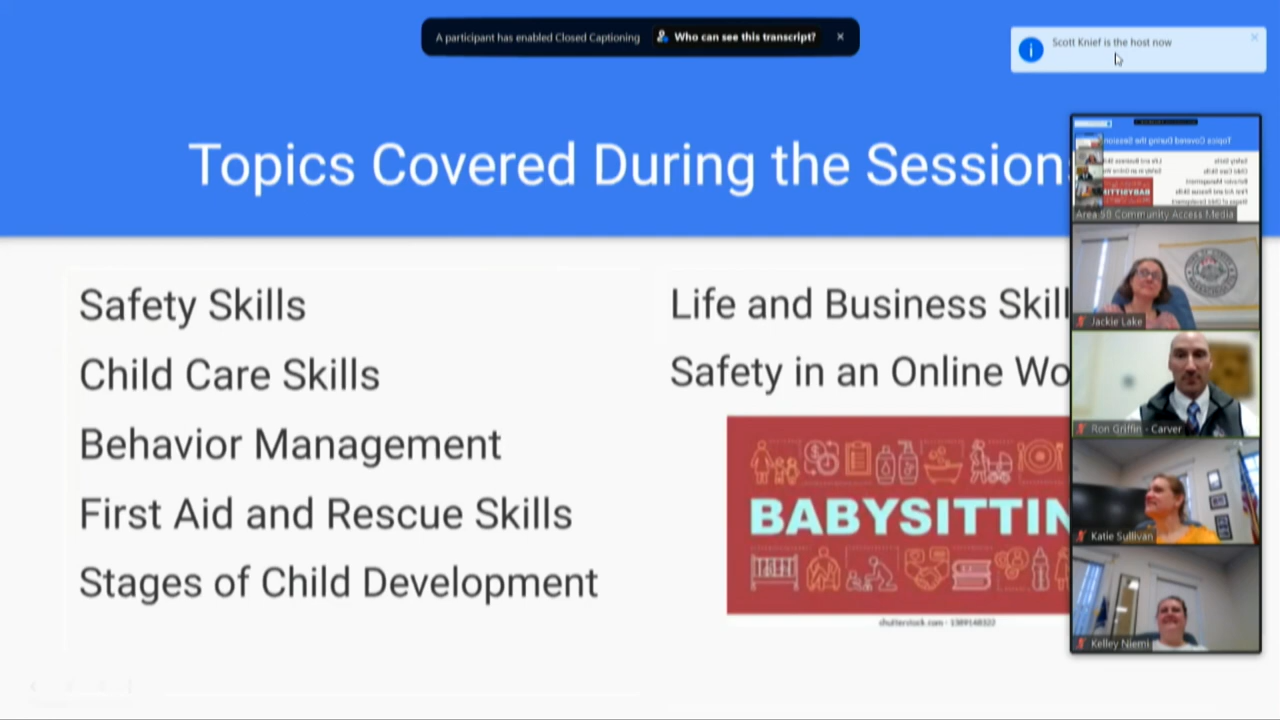 A participant has enabled Closed Captioning Who can see this transcript?
Scott Knief is the host now
Topics Covered During the Session
Safety Skills
Child Care Skills
Behavior Management
First Aid and Rescue Skills
Stages of Child Development
Life and Business Skill
Safety in an Online Wo
BABYSITTIN
shutterstock.com · 1389148322
Area 58 Community Access Media
Jackie Lake
Ron Griffin - Carver
Katie Sullivan
Kelley Niemi